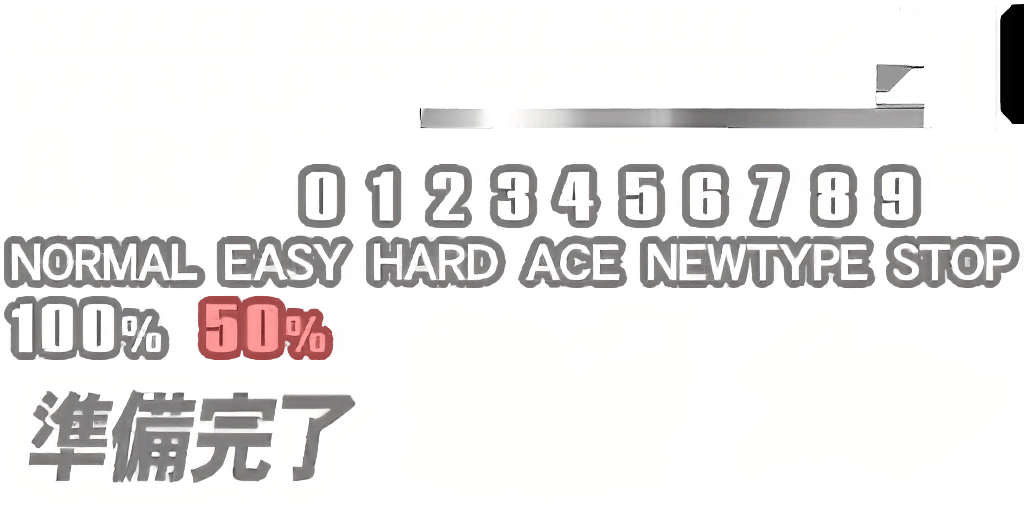 0 1 2 3 4 5 6 7 8 9
NORMAL EASY HARD ACE NEWTYPE STOP
100% 50%
準備完了